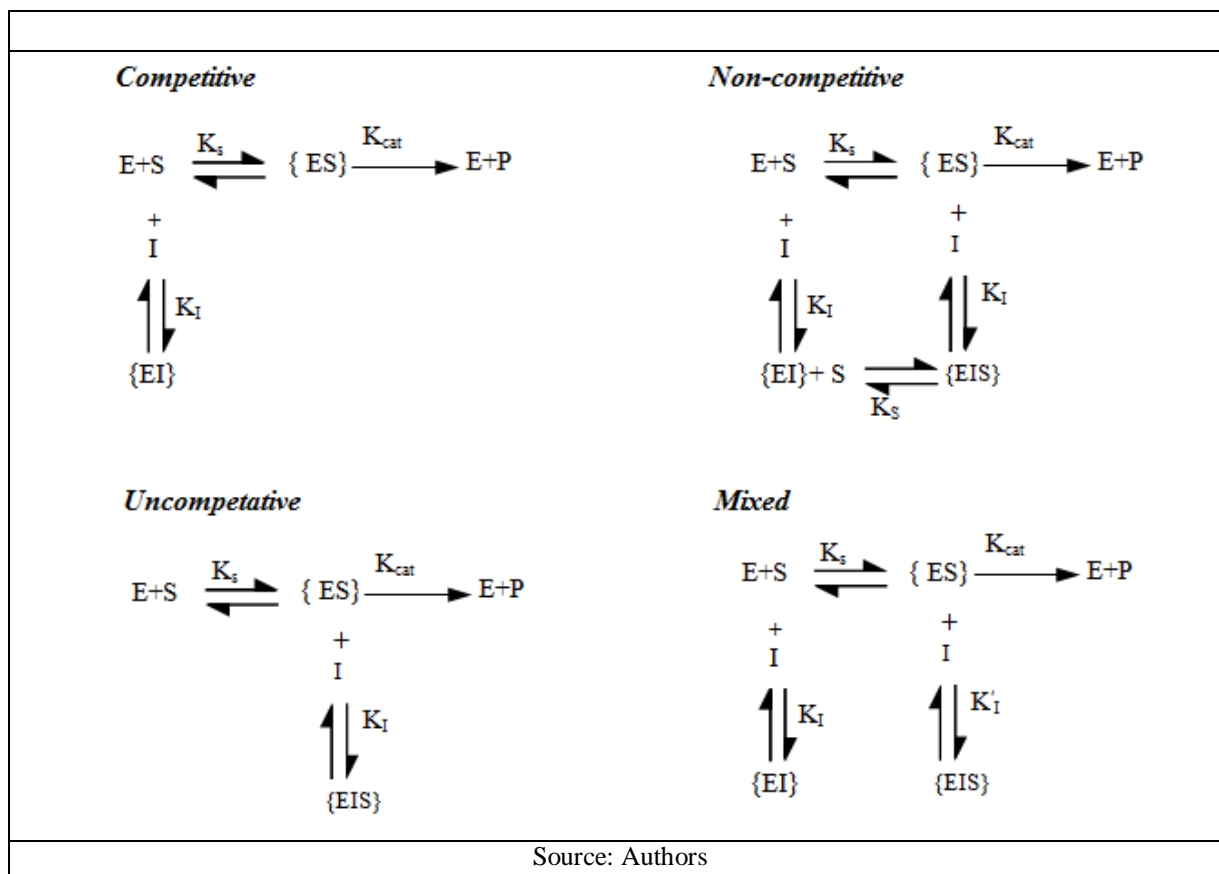 Competitive
E+S Ks { ES} Kcat E+P
+
I
KI
{EI}
Non-competitive
E+S Ks { ES} Kcat E+P
+ +
I I
KI KI
{EI}+ S {EIS}
KS
Uncompetative
E+S Ks { ES} Kcat E+P
+
I
KI
{EIS}
Mixed
E+S Ks { ES} Kcat E+P
+ +
I I
KI K'I
{EI} {EIS}
Source: Authors